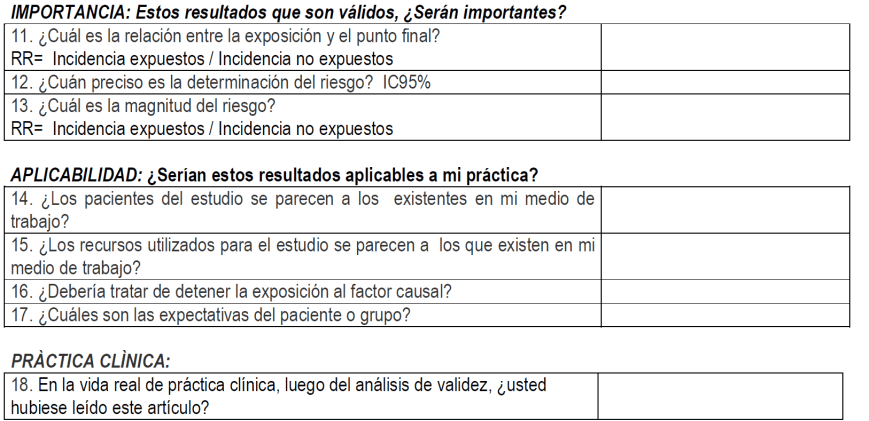 IMPORTANCIA: Estos resultados que son válidos, ¿Serán importantes?
11. ¿Cuál es la relación entre la exposición y el punto final?
RR= Incidencia expuestos / Incidencia no expuestos
12. ¿Cuán preciso es la determinación del riesgo? IC95%
13. ¿Cuál es la magnitud del riesgo?
RR= Incidencia expuestos / Incidencia no expuestos
APLICABILIDAD: ¿Serían estos resultados aplicables a mi práctica?
14. ¿Los pacientes del estudio se parecen a los existentes en mi medio de
trabajo?
15. ¿Los recursos utilizados para el estudio se parecen a los que existen en mi
medio de trabajo?
16. ¿Debería tratar de detener la exposición al factor causal?
17. ¿Cuáles son las expectativas del paciente o grupo?
PRÀCTICA CLÌNICA:
18. En la vida real de práctica clínica, luego del análisis de validez, ¿usted
hubiese leído este artículo?